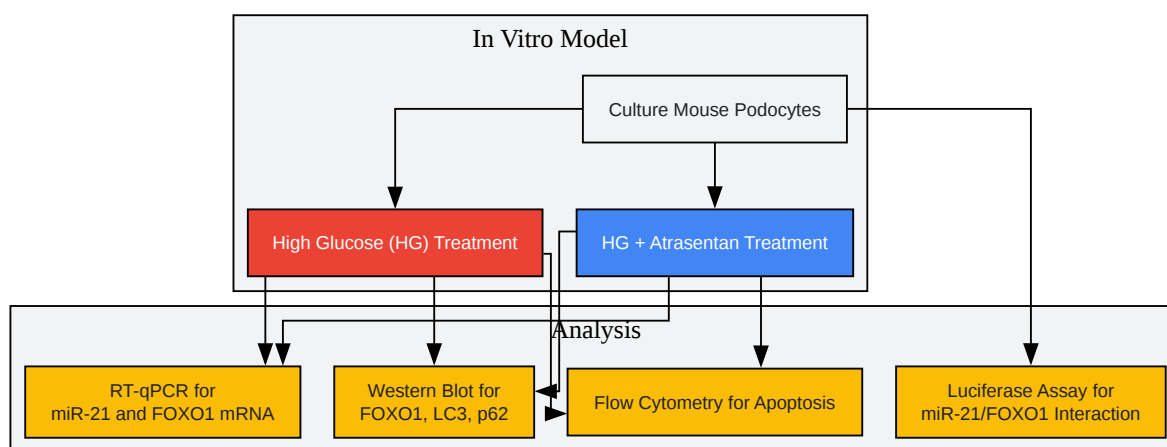 In Vitro Model
Culture Mouse Podocytes
High Glucose (HG) Treatment
HG + Atrasentan Treatment
Analysis
RT-qPCR for
miR-21 and FOXO1 mRNA
Western Blot for
FOXO1, LC3, p62
Flow Cytometry for Apoptosis
Luciferase Assay for
miR-21/FOXO1 Interaction